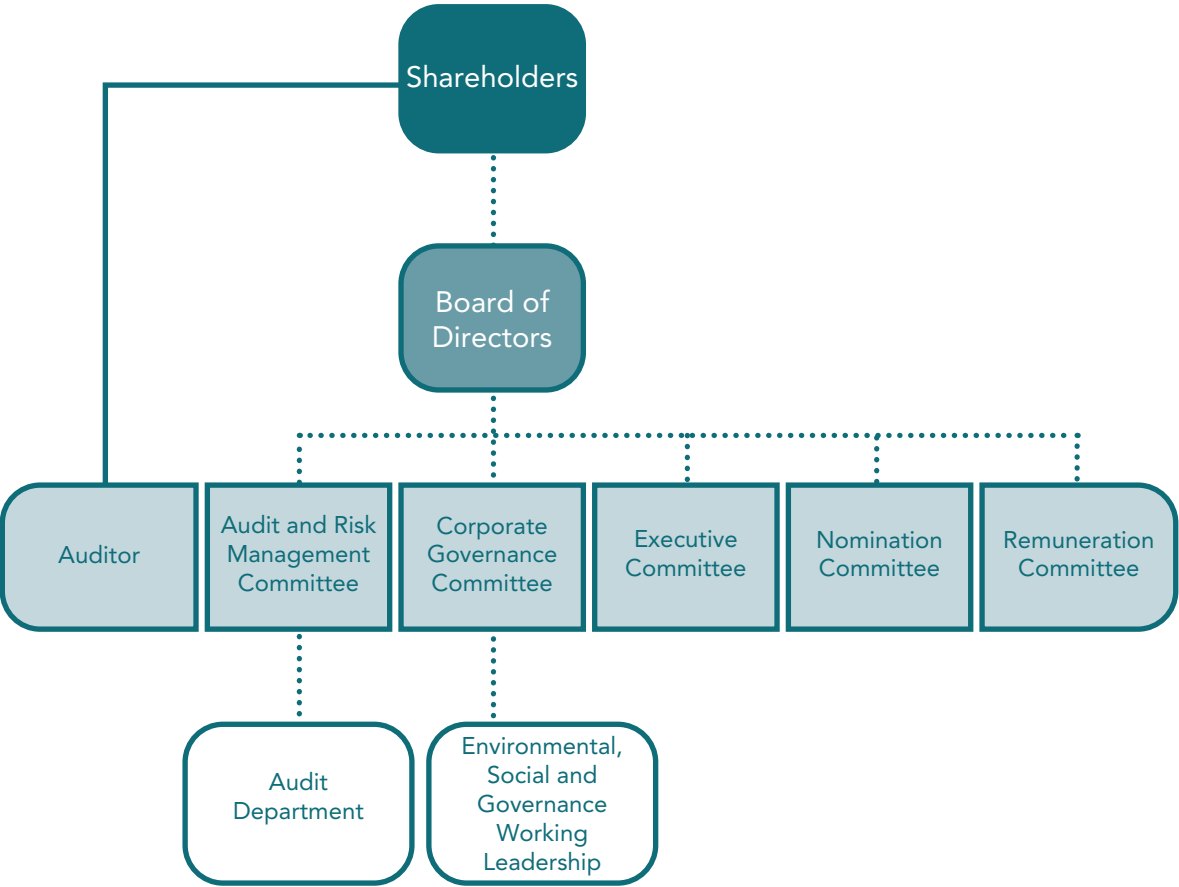 Shareholders
Board of
Directors
Auditor
Audit and Risk
Management
Committee
Corporate
Governance
Committee
Executive
Committee
Nomination
Committee
Remuneration
Committee
Audit
Department
Environmental,
Social and
Governance
Working
Leadership